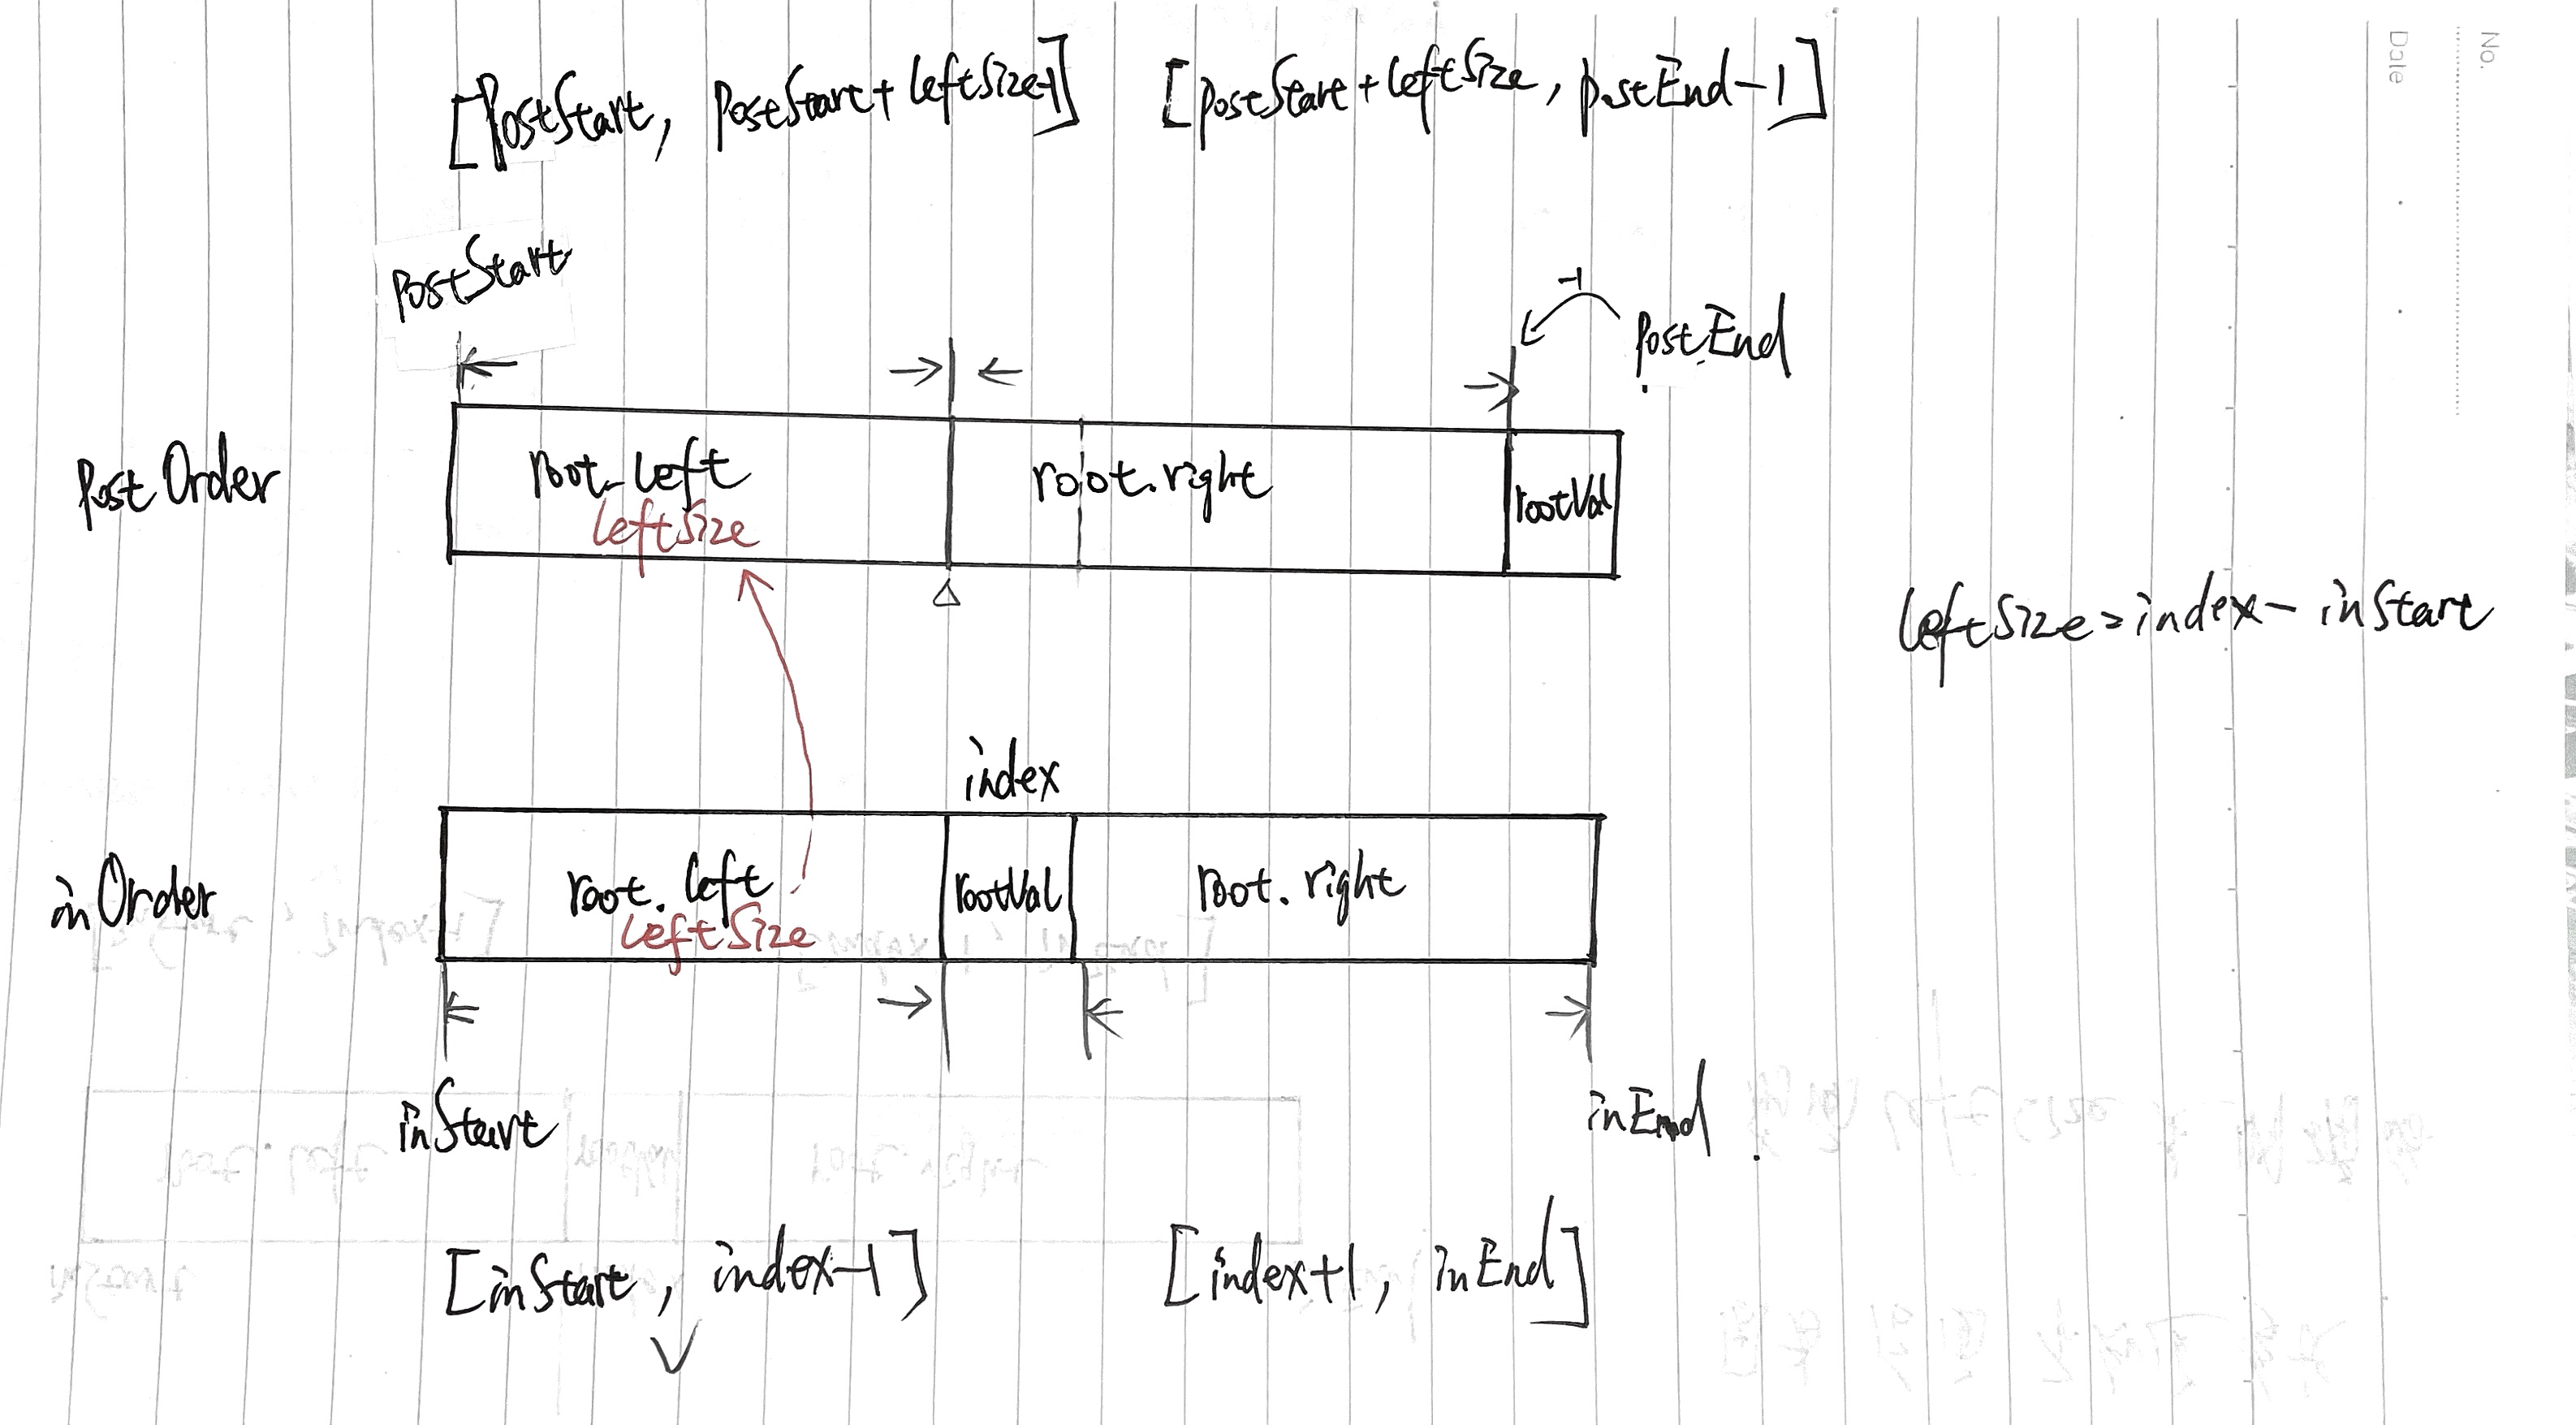 No.
Date
[PostStart, PostStart+leftSize-1] [postStart+leftSize, postEnd-1]
PostStart
-1
PostEnd
PostOrder
root.left
root.right
rootVal
leftSize
leftSize=index-inStart
index
inOrder
root.left
rootVal
root.right
leftSize
inStart
inEnd
[inStart, index-1] [index+1, inEnd]